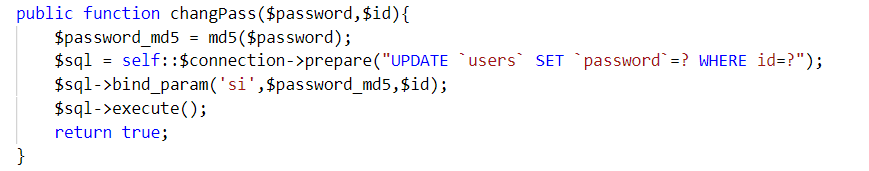 public function changPass($password,$id){
    $password_md5 = md5($password);
    $sql = self::$connection->prepare("UPDATE `users` SET `password`=? WHERE id=?");
    $sql->bind_param('si',$password_md5,$id);
    $sql->execute();
    return true;
}